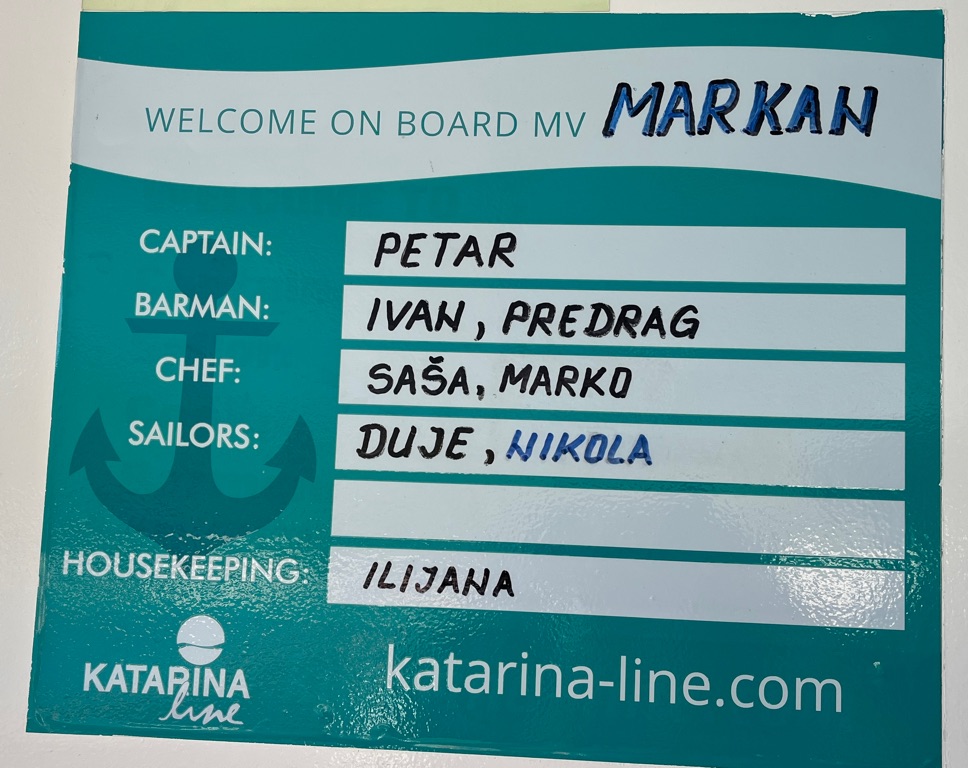 WELCOME ON BOARD MV MARKAN
CAPTAIN: PETAR
BARMAN: IVAN, PREDRAG
CHEF: SAŠA, MARKO
SAILORS: DUJE, NIKOLA
HOUSEKEEPING: ILIJANA
KATARINA
line
katarina-line.com